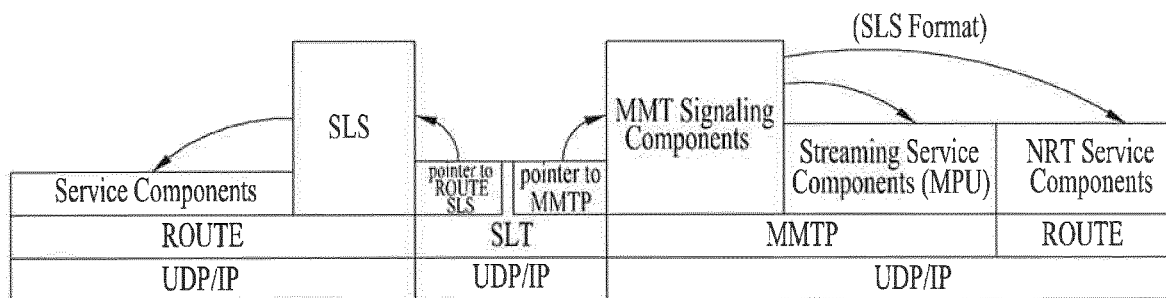 (SLS Format)
SLS
MMT Signaling
Components
Service Components
pointer to
ROUTE
SLS
pointer to
MMTP
Streaming Service
Components (MPU)
NRT Service
Components
ROUTE
SLT
MMTP
ROUTE
UDP/IP
UDP/IP
UDP/IP